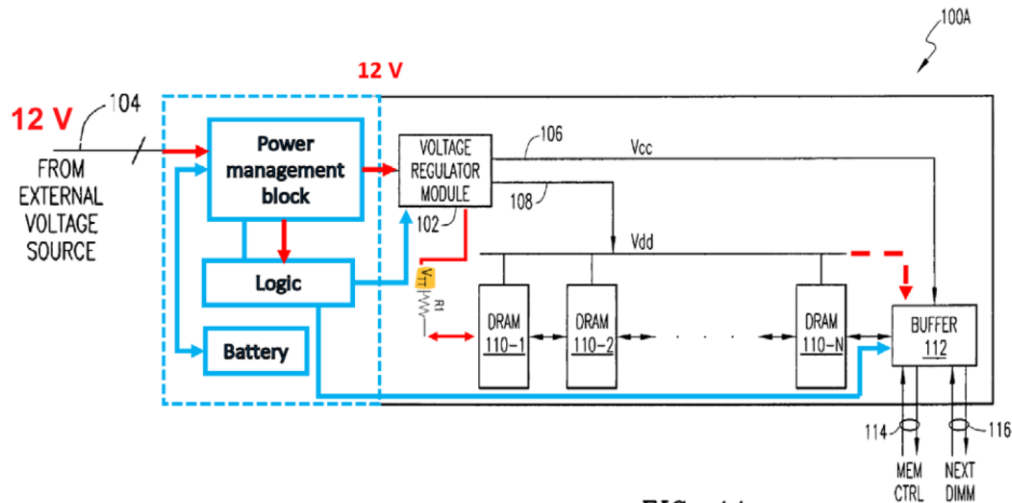 100A
12 V
12 V
104
FROM
EXTERNAL
VOLTAGE
SOURCE
Power
management
block
VOLTAGE
REGULATOR
MODULE
102
106
Vcc
108
Vdd
Logic
VTT
R1
Battery
DRAM
110-1
DRAM
110-2
. . . .
DRAM
110-N
BUFFER
112
114
116
MEM
CTRL
NEXT
DIMM